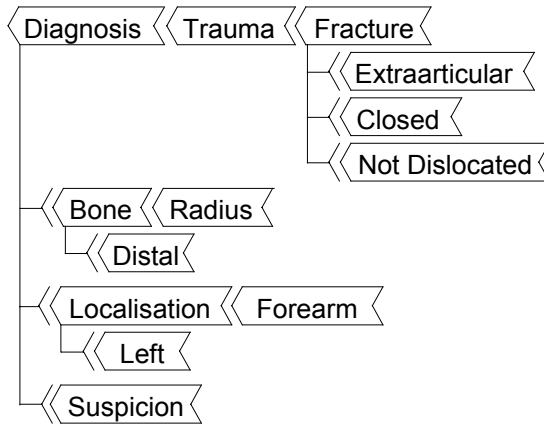 Diagnosis Trauma Fracture
Extraarticular
Closed
Not Dislocated
Bone Radius
Distal
Localisation Forearm
Left
Suspicion